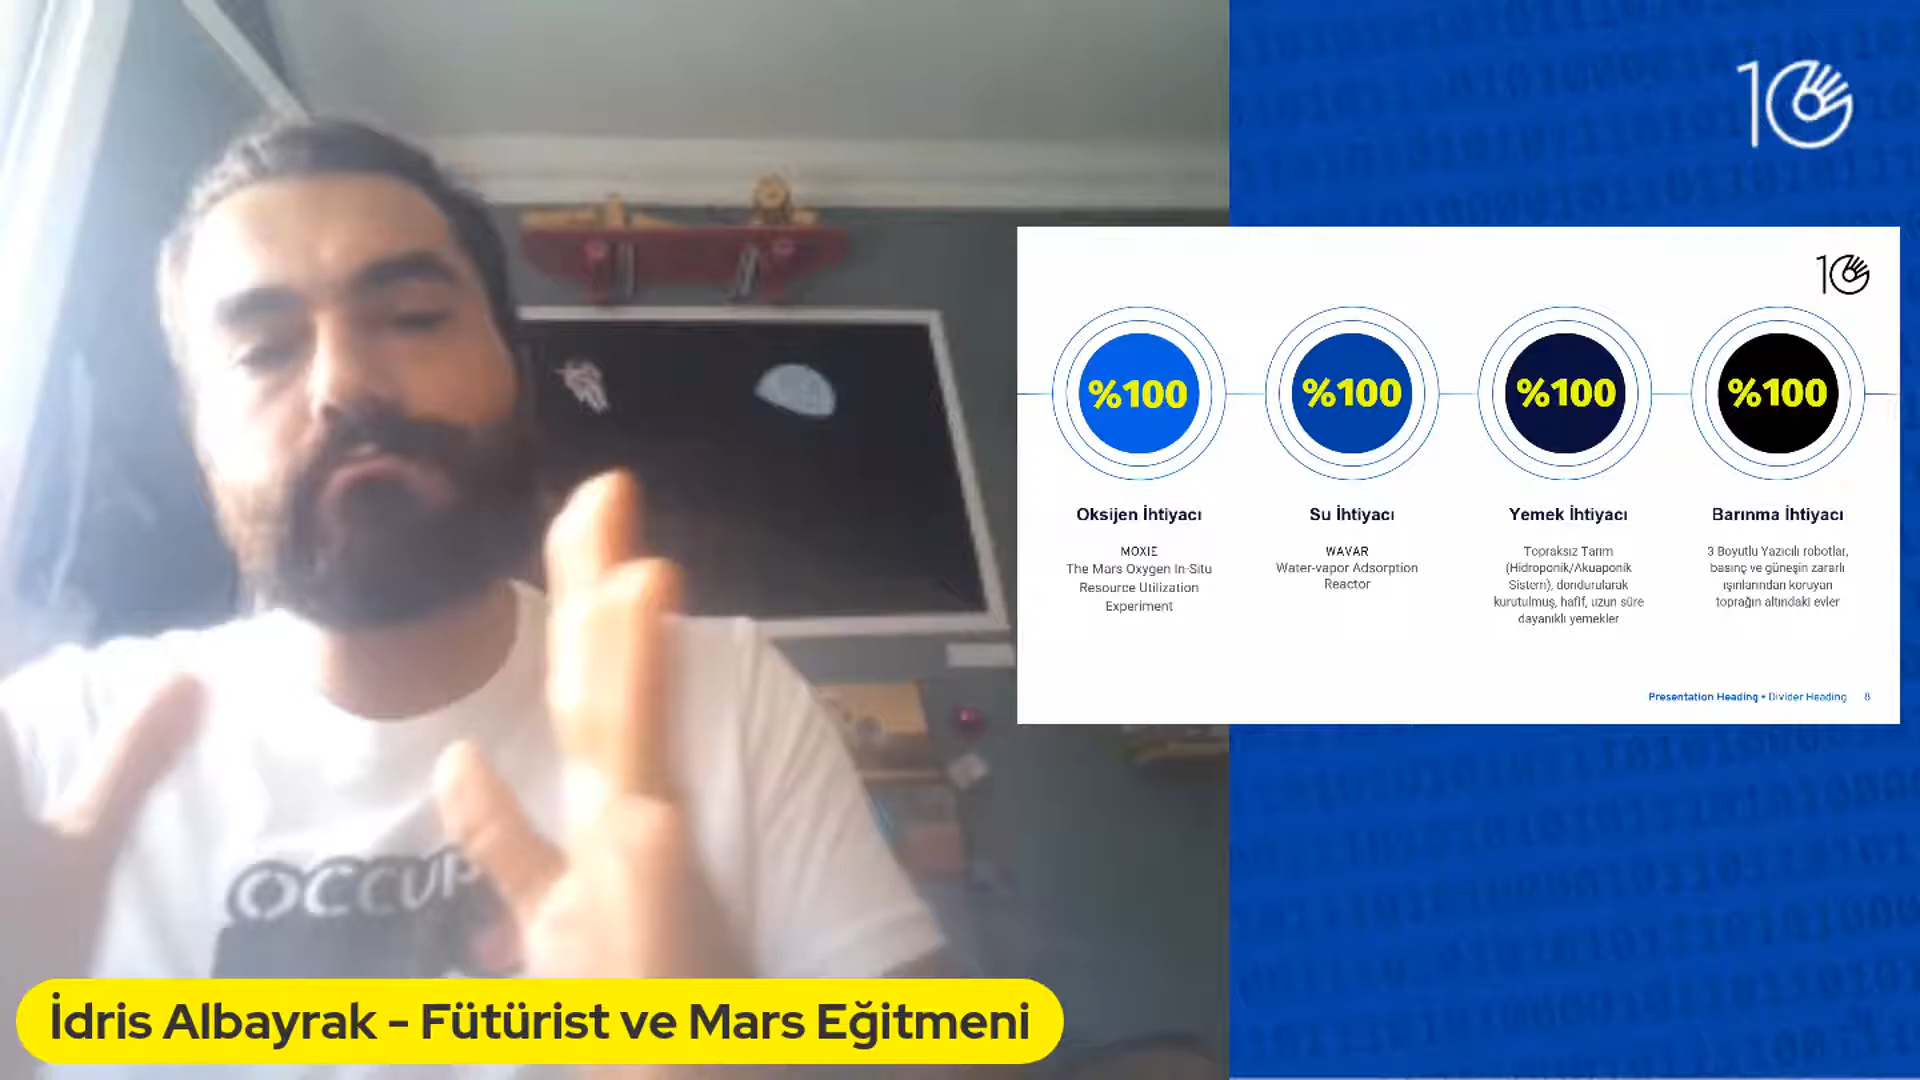 10
10
%100 %100 %100 %100
Oksijen İhtiyacı
MOXIE
The Mars Oxygen In-Situ
Resource Utilization
Experiment
Su İhtiyacı
WAVAR
Water-vapor Adsorption
Reactor
Yemek İhtiyacı
Topraksız Tarım
(Hidroponik/Akuaponik
Sistem), dondurularak
kurutulmuş, hafif, uzun süre
dayanıklı yemekler
Barınma İhtiyacı
3 Boyutlu Yazıcılı robotlar,
basınç ve güneşin zararlı
ışınlarından koruyan
toprağın altındaki evler
Presentation Heading • Divider Heading 8
OCCUP
İdris Albayrak - Fütürist ve Mars Eğitmeni